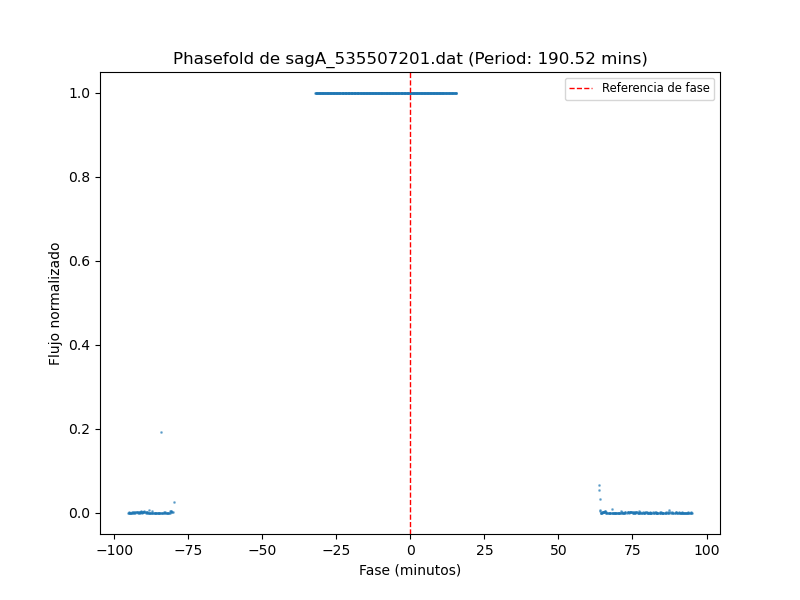 Phasefold de sagA_535507201.dat (Period: 190.52 mins)
Referencia de fase
Flujo normalizado
1.0
0.8
0.6
0.4
0.2
0.0
−100 −75 −50 −25 0 25 50 75 100
Fase (minutos)